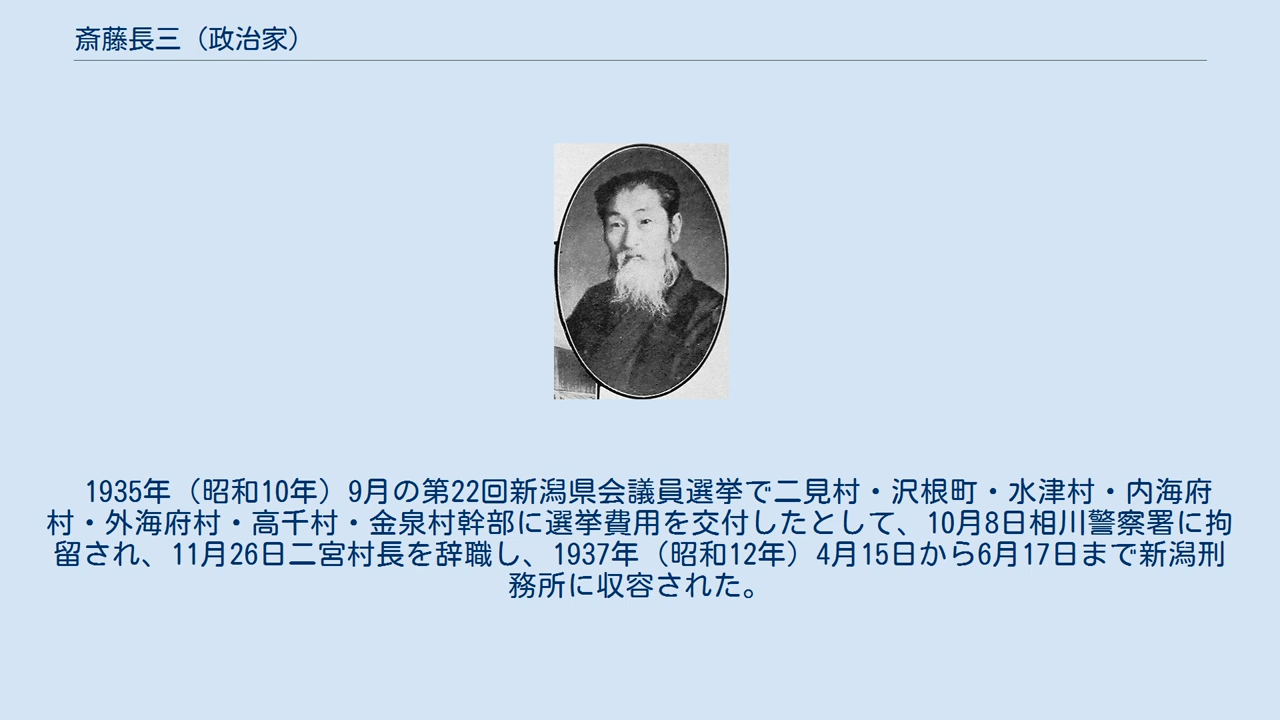 斎藤長三（政治家）
1935年（昭和10年）9月の第22回新潟県会議員選挙で二見村・沢根町・水津村・内海府
村・外海府村・高千村・金泉村幹部に選挙費用を交付したとして、10月8日相川警察署に拘
留され、11月26日二宮村長を辞職し、1937年（昭和12年）4月15日から6月17日まで新潟刑
務所に収容された。